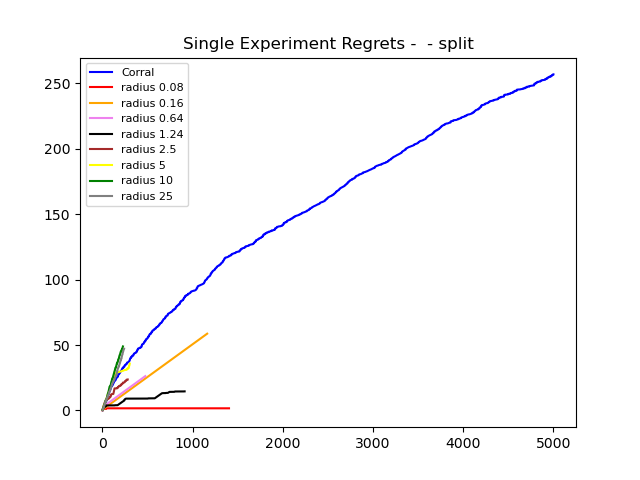 Single Experiment Regrets -  - split
Corral
radius 0.08
radius 0.16
radius 0.64
radius 1.24
radius 2.5
radius 5
radius 10
radius 25
250
200
150
100
50
0
0 1000 2000 3000 4000 5000